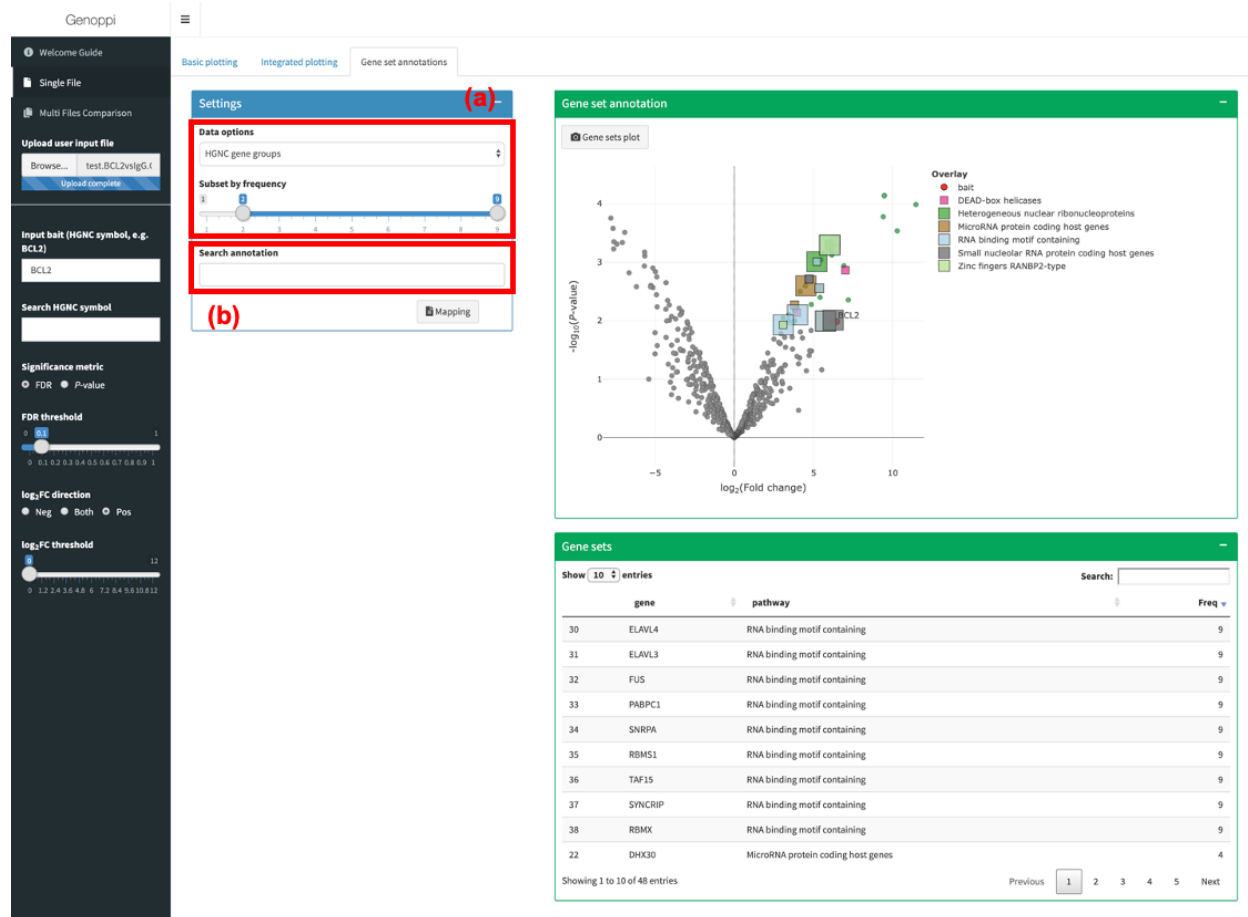 Genoppi
Welcome Guide
Single File
Multi Files Comparison
Upload user input file
Browse... test.BCL2vsIgG.(
Upload complete
Input bait (HGNC symbol, e.g.
BCL2)
BCL2
Search HGNC symbol
Significance metric
FDR P-value
FDR threshold
0 0.1 1
0 0.1 0.2 0.3 0.4 0.5 0.6 0.7 0.8 0.9 1
log2FC direction
Neg Both Pos
log2FC threshold
0 12
0 1.2 2.4 3.6 4.8 6 7.2 8.4 9.6 10.8 12
Basic plotting Integrated plotting Gene set annotations
Settings (a)
Data options
HGNC gene groups
Subset by frequency
1 2 9
1 2 3 4 5 6 7 8 9
Search annotation
(b)
Mapping
Gene set annotation
Gene sets plot
Overlay
bait
DEAD-box helicases
Heterogeneous nuclear ribonucleoproteins
MicroRNA protein coding host genes
RNA binding motif containing
Small nucleolar RNA protein coding host genes
Zinc fingers RANBP2-type
4
3
2
1
0
-log10(P-value)
BCL2
−5 0 5 10
log2(Fold change)
Gene sets
Show 10 entries Search:
gene pathway Freq
30 ELAVL4 RNA binding motif containing 9
31 ELAVL3 RNA binding motif containing 9
32 FUS RNA binding motif containing 9
33 PABPC1 RNA binding motif containing 9
34 SNRPA RNA binding motif containing 9
35 RBMS1 RNA binding motif containing 9
36 TAF15 RNA binding motif containing 9
37 SYNCRIP RNA binding motif containing 9
38 RBMX RNA binding motif containing 9
22 DHX30 MicroRNA protein coding host genes 4
Showing 1 to 10 of 48 entries Previous 1 2 3 4 5 Next